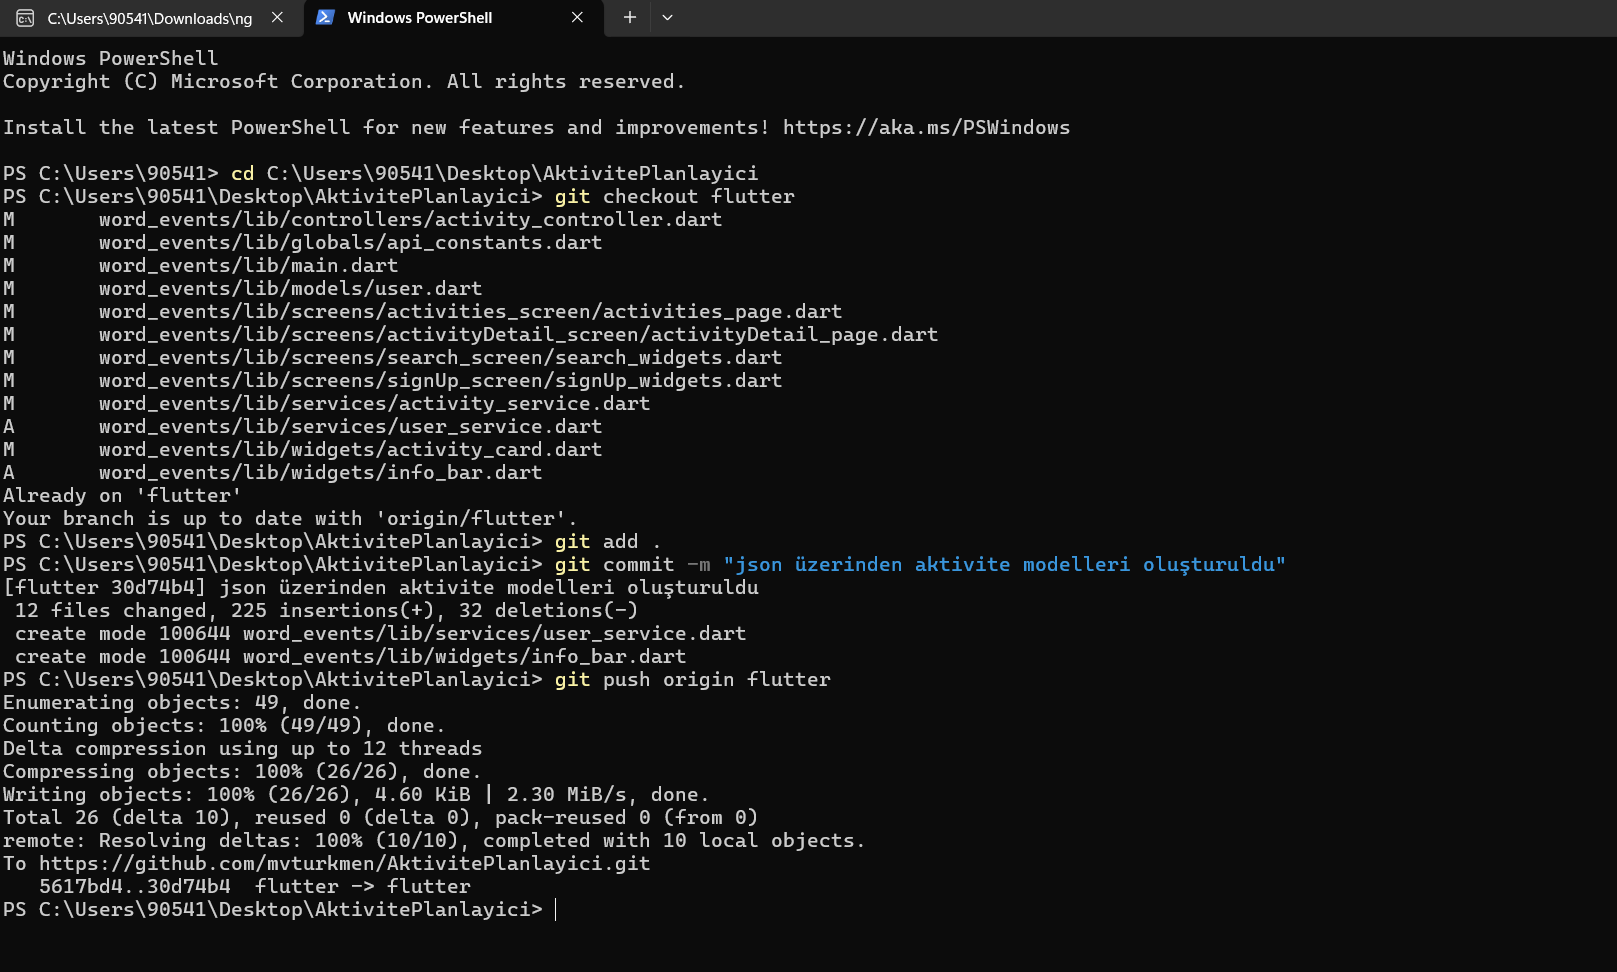 C:\Users\90541\Downloads\ng
Windows PowerShell
Windows PowerShell
Copyright (C) Microsoft Corporation. All rights reserved.
Install the latest PowerShell for new features and improvements! https://aka.ms/PSWindows
PS C:\Users\90541> cd C:\Users\90541\Desktop\AktivitePlanlayici
PS C:\Users\90541\Desktop\AktivitePlanlayici> git checkout flutter
M       word_events/lib/controllers/activity_controller.dart
M       word_events/lib/globals/api_constants.dart
M       word_events/lib/main.dart
M       word_events/lib/models/user.dart
M       word_events/lib/screens/activities_screen/activities_page.dart
M       word_events/lib/screens/activityDetail_screen/activityDetail_page.dart
M       word_events/lib/screens/search_screen/search_widgets.dart
M       word_events/lib/screens/signUp_screen/signUp_widgets.dart
M       word_events/lib/services/activity_service.dart
A       word_events/lib/services/user_service.dart
M       word_events/lib/widgets/activity_card.dart
A       word_events/lib/widgets/info_bar.dart
Already on 'flutter'
Your branch is up to date with 'origin/flutter'.
PS C:\Users\90541\Desktop\AktivitePlanlayici> git add .
PS C:\Users\90541\Desktop\AktivitePlanlayici> git commit -m "json üzerinden aktivite modelleri oluşturuldu"
[flutter 30d74b4] json üzerinden aktivite modelleri oluşturuldu
 12 files changed, 225 insertions(+), 32 deletions(-)
 create mode 100644 word_events/lib/services/user_service.dart
 create mode 100644 word_events/lib/widgets/info_bar.dart
PS C:\Users\90541\Desktop\AktivitePlanlayici> git push origin flutter
Enumerating objects: 49, done.
Counting objects: 100% (49/49), done.
Delta compression using up to 12 threads
Compressing objects: 100% (26/26), done.
Writing objects: 100% (26/26), 4.60 KiB | 2.30 MiB/s, done.
Total 26 (delta 10), reused 0 (delta 0), pack-reused 0 (from 0)
remote: Resolving deltas: 100% (10/10), completed with 10 local objects.
To https://github.com/mvturkmen/AktivitePlanlayici.git
   5617bd4..30d74b4  flutter -> flutter
PS C:\Users\90541\Desktop\AktivitePlanlayici>